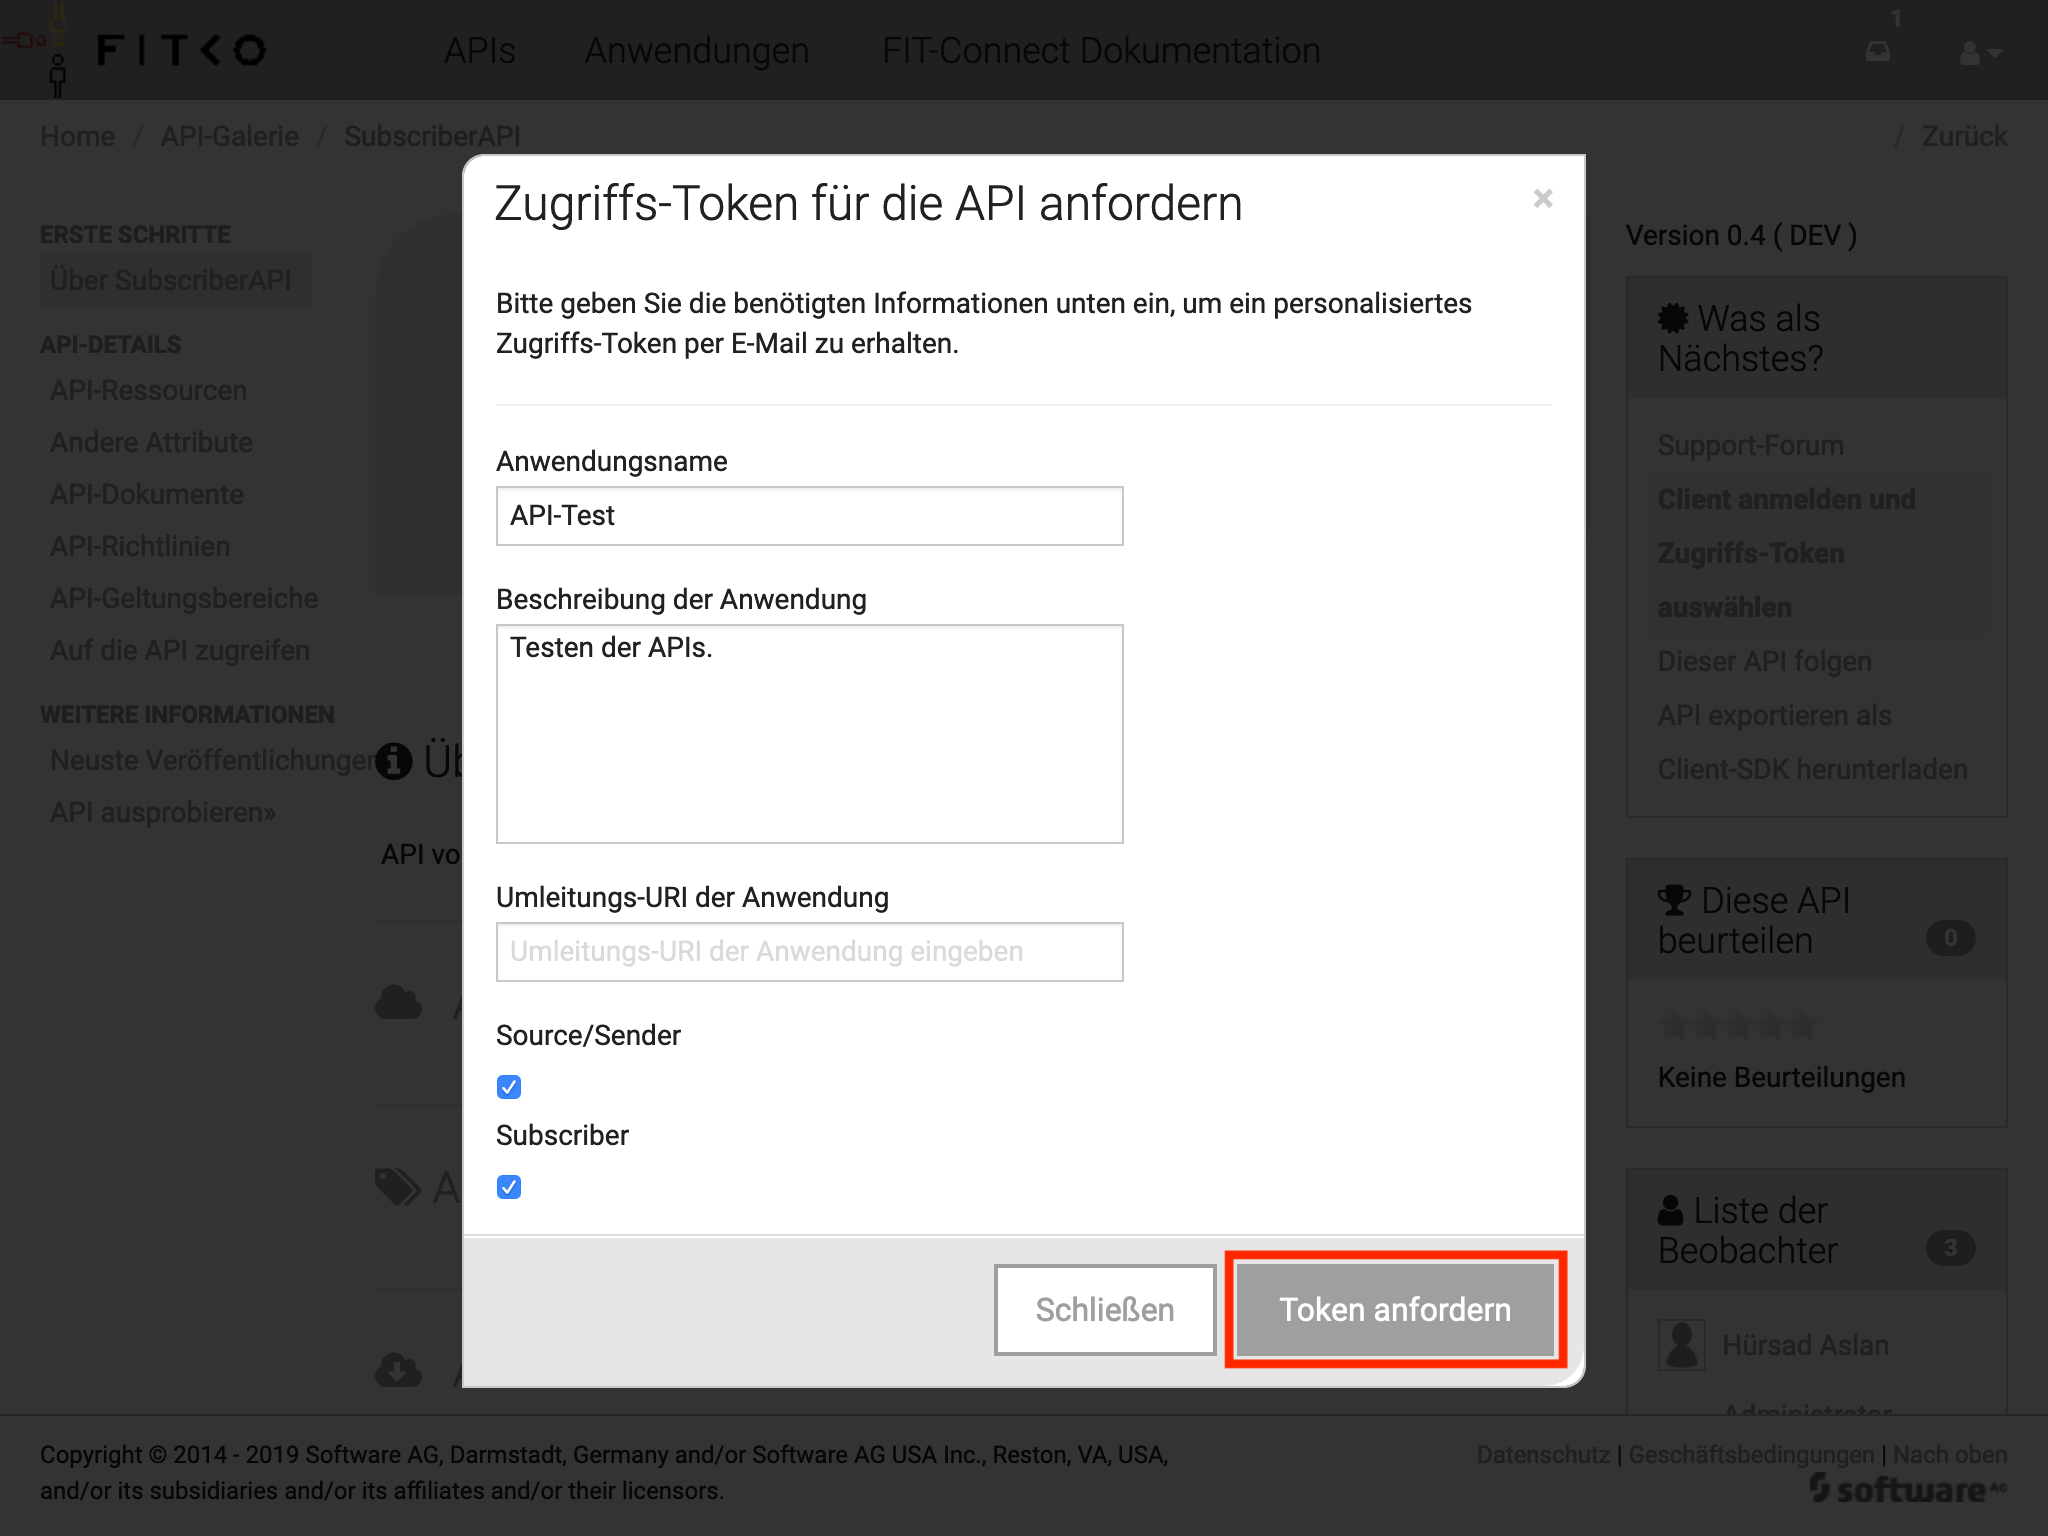 FITKO
APIs
Anwendungen
FIT-Connect Dokumentation
1
Home / API-Galerie / SubscriberAPI
/ Zurück
ERSTE SCHRITTE
Über SubscriberAPI
API-DETAILS
API-Ressourcen
Andere Attribute
API-Dokumente
API-Richtlinien
API-Geltungsbereiche
Auf die API zugreifen
WEITERE INFORMATIONEN
Neuste Veröffentlichungen
API ausprobieren»
Üb
API vo
A
A
A
Zugriffs-Token für die API anfordern
×
Bitte geben Sie die benötigten Informationen unten ein, um ein personalisiertes
Zugriffs-Token per E-Mail zu erhalten.
Anwendungsname
API-Test
Beschreibung der Anwendung
Testen der APIs.
Umleitungs-URI der Anwendung
Umleitungs-URI der Anwendung eingeben
Source/Sender
Subscriber
Schließen
Token anfordern
Version 0.4 ( DEV )
Was als
Nächstes?
Support-Forum
Client anmelden und
Zugriffs-Token
auswählen
Dieser API folgen
API exportieren als
Client-SDK herunterladen
Diese API
beurteilen
0
Keine Beurteilungen
Liste der
Beobachter
3
Hürsad Aslan
Administrator
Copyright © 2014 - 2019 Software AG, Darmstadt, Germany and/or Software AG USA Inc., Reston, VA, USA,
and/or its subsidiaries and/or its affiliates and/or their licensors.
Datenschutz | Geschäftsbedingungen | Nach oben
software AG